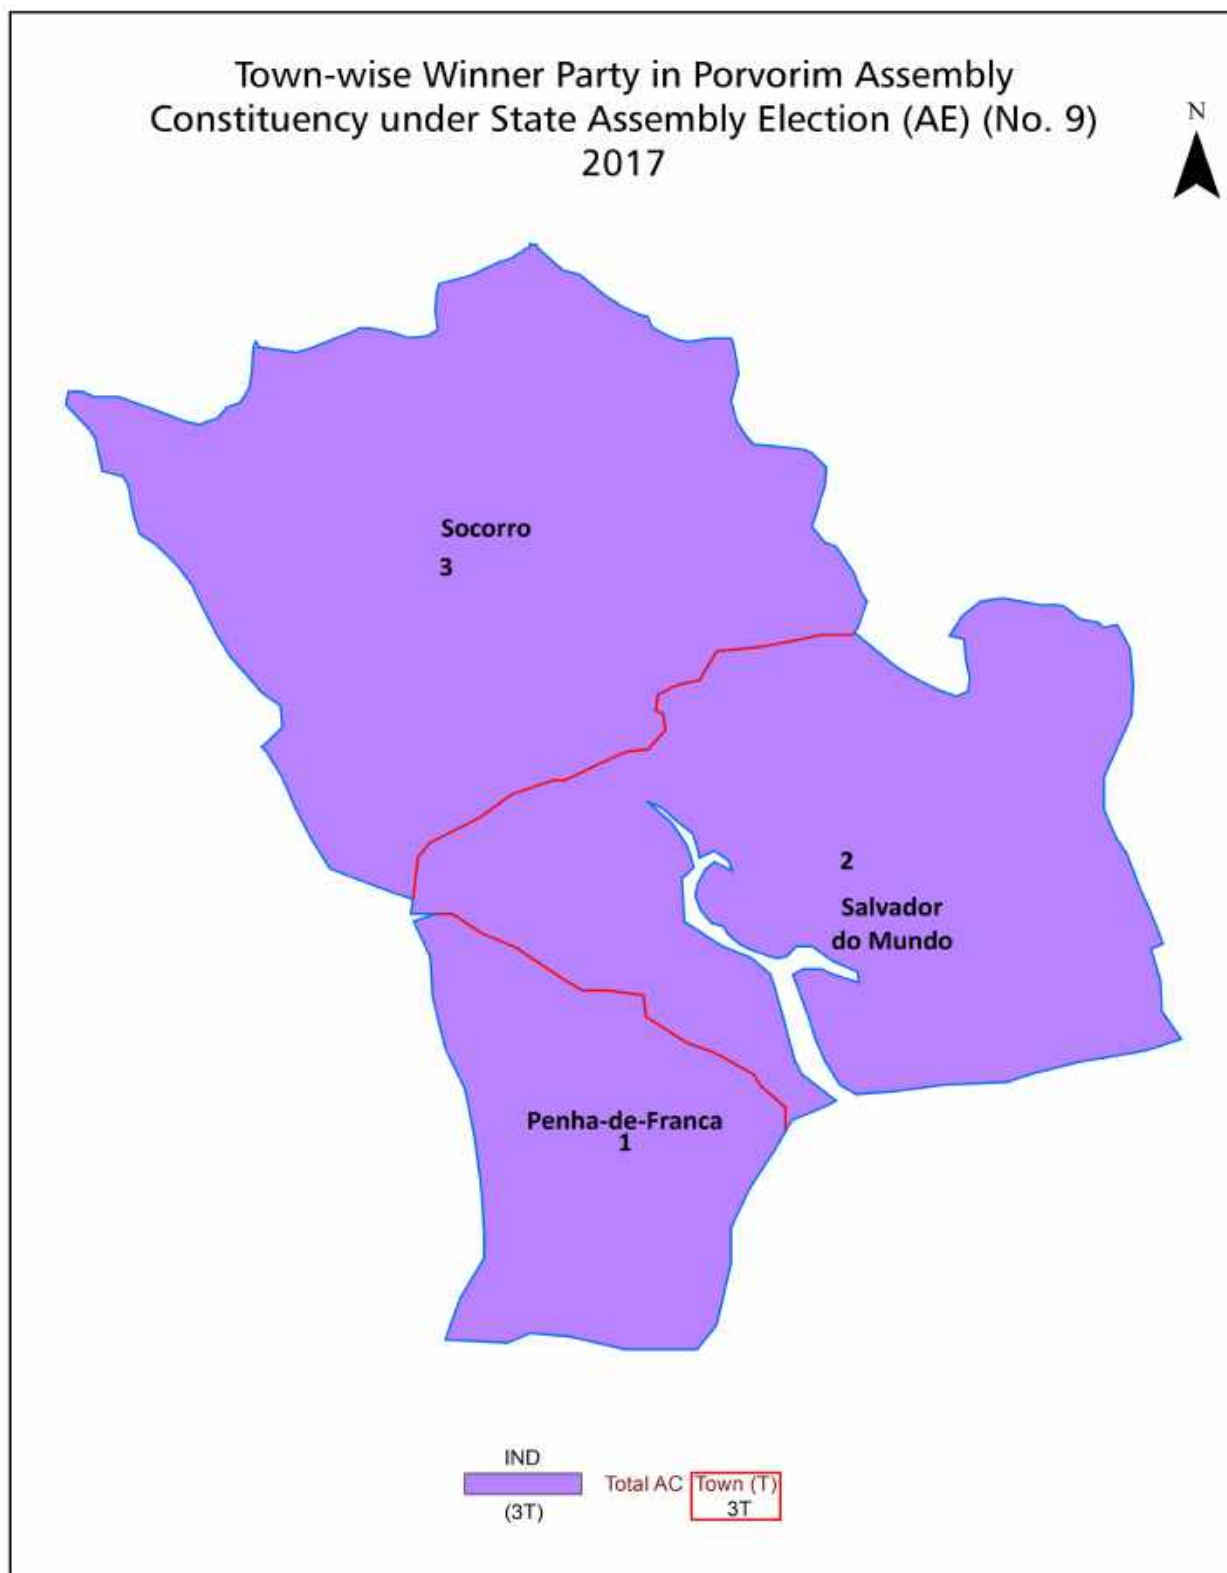 Town-wise Winner Party in Porvorim Assembly
Constituency under State Assembly Election (AE) (No. 9)
2017
N
Socorro
3
2
Salvador
do Mundo
Penha-de-Franca
1
IND
Total AC Town (T)
(3T) 3T